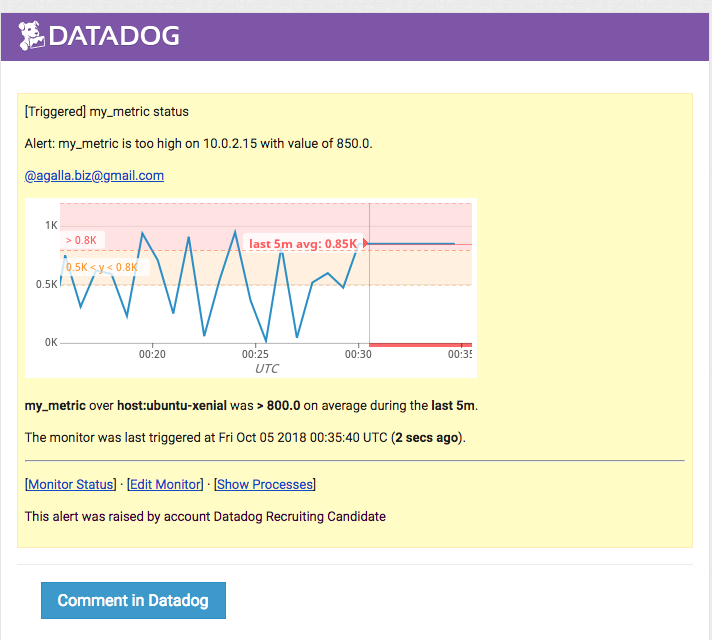 DATADOG
[Triggered] my_metric status
Alert: my_metric is too high on 10.0.2.15 with value of 850.0.
@agalla.biz@gmail.com
1K
> 0.8K
last 5m avg: 0.85K
0.5K < y < 0.8K
0.5K
0K
00:20 00:25 00:30 00:35
UTC
my_metric over host:ubuntu-xenial was > 800.0 on average during the last 5m.
The monitor was last triggered at Fri Oct 05 2018 00:35:40 UTC (2 secs ago).
[Monitor Status] · [Edit Monitor] · [Show Processes]
This alert was raised by account Datadog Recruiting Candidate
Comment in Datadog